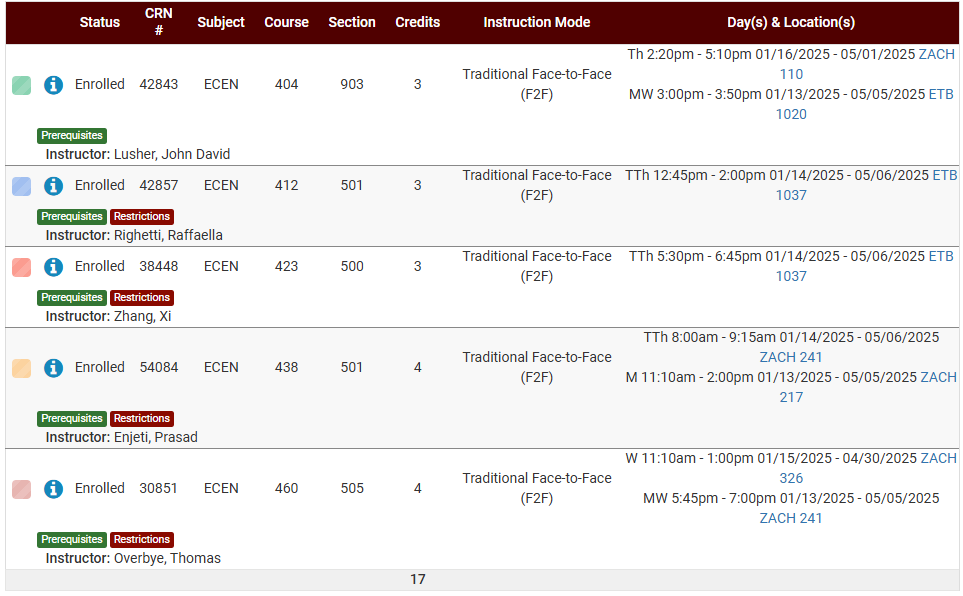 Status CRN # Subject Course Section Credits Instruction Mode Day(s) & Location(s)
Enrolled 42843 ECEN 404 903 3 Traditional Face-to-Face (F2F) Th 2:20pm - 5:10pm 01/16/2025 - 05/01/2025 ZACH 110
MW 3:00pm - 3:50pm 01/13/2025 - 05/05/2025 ETB 1020
Prerequisites
Instructor: Lusher, John David
Enrolled 42857 ECEN 412 501 3 Traditional Face-to-Face (F2F) TTh 12:45pm - 2:00pm 01/14/2025 - 05/06/2025 ETB 1037
Prerequisites Restrictions
Instructor: Righetti, Raffaella
Enrolled 38448 ECEN 423 500 3 Traditional Face-to-Face (F2F) TTh 5:30pm - 6:45pm 01/14/2025 - 05/06/2025 ETB 1037
Prerequisites Restrictions
Instructor: Zhang, Xi
Enrolled 54084 ECEN 438 501 4 Traditional Face-to-Face (F2F) TTh 8:00am - 9:15am 01/14/2025 - 05/06/2025 ZACH 241
M 11:10am - 2:00pm 01/13/2025 - 05/05/2025 ZACH 217
Prerequisites Restrictions
Instructor: Enjeti, Prasad
Enrolled 30851 ECEN 460 505 4 Traditional Face-to-Face (F2F) W 11:10am - 1:00pm 01/15/2025 - 04/30/2025 ZACH 326
MW 5:45pm - 7:00pm 01/13/2025 - 05/05/2025 ZACH 241
Prerequisites Restrictions
Instructor: Overbye, Thomas
17